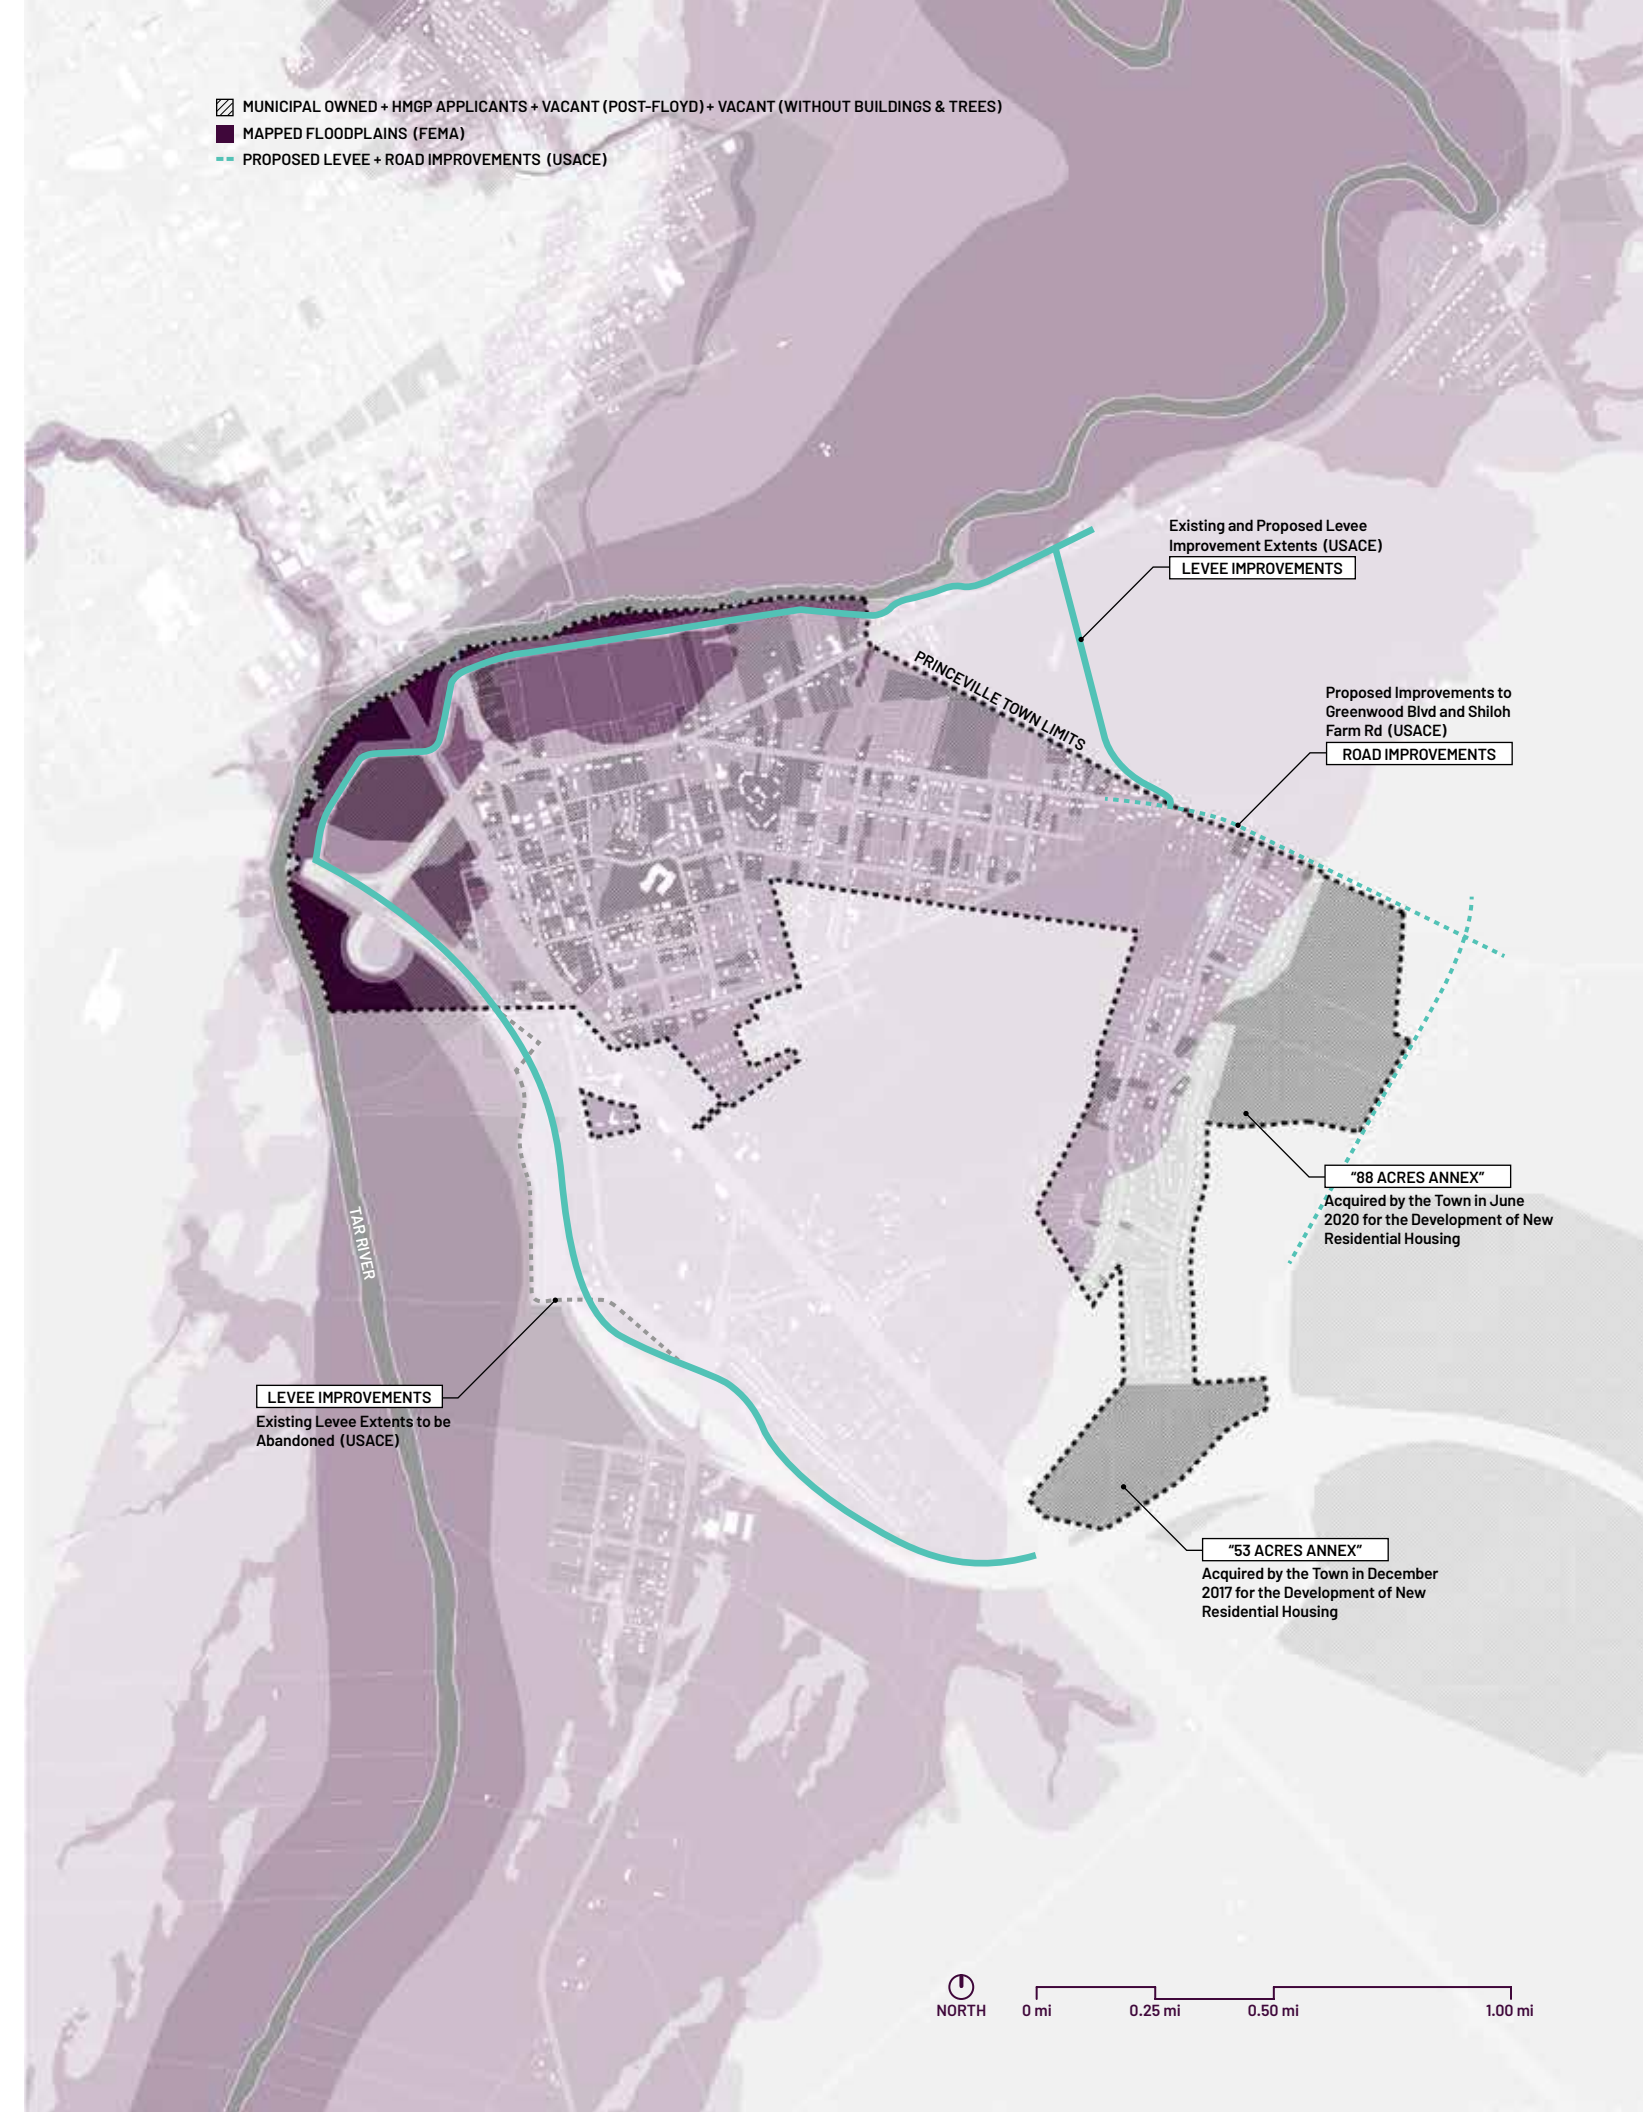 MUNICIPAL OWNED + HMGP APPLICANTS + VACANT (POST-FLOYD) + VACANT (WITHOUT BUILDINGS & TREES)
MAPPED FLOODPLAINS (FEMA)
PROPOSED LEVEE + ROAD IMPROVEMENTS (USACE)
Existing and Proposed Levee
Improvement Extents (USACE)
LEVEE IMPROVEMENTS
PRINCEVILLE TOWN LIMITS
Proposed Improvements to
Greenwood Blvd and Shiloh
Farm Rd (USACE)
ROAD IMPROVEMENTS
"88 ACRES ANNEX"
Acquired by the Town in June
2020 for the Development of New
Residential Housing
TAR RIVER
LEVEE IMPROVEMENTS
Existing Levee Extents to be
Abandoned (USACE)
"53 ACRES ANNEX"
Acquired by the Town in December
2017 for the Development of New
Residential Housing
NORTH
0 mi
0.25 mi
0.50 mi
1.00 mi